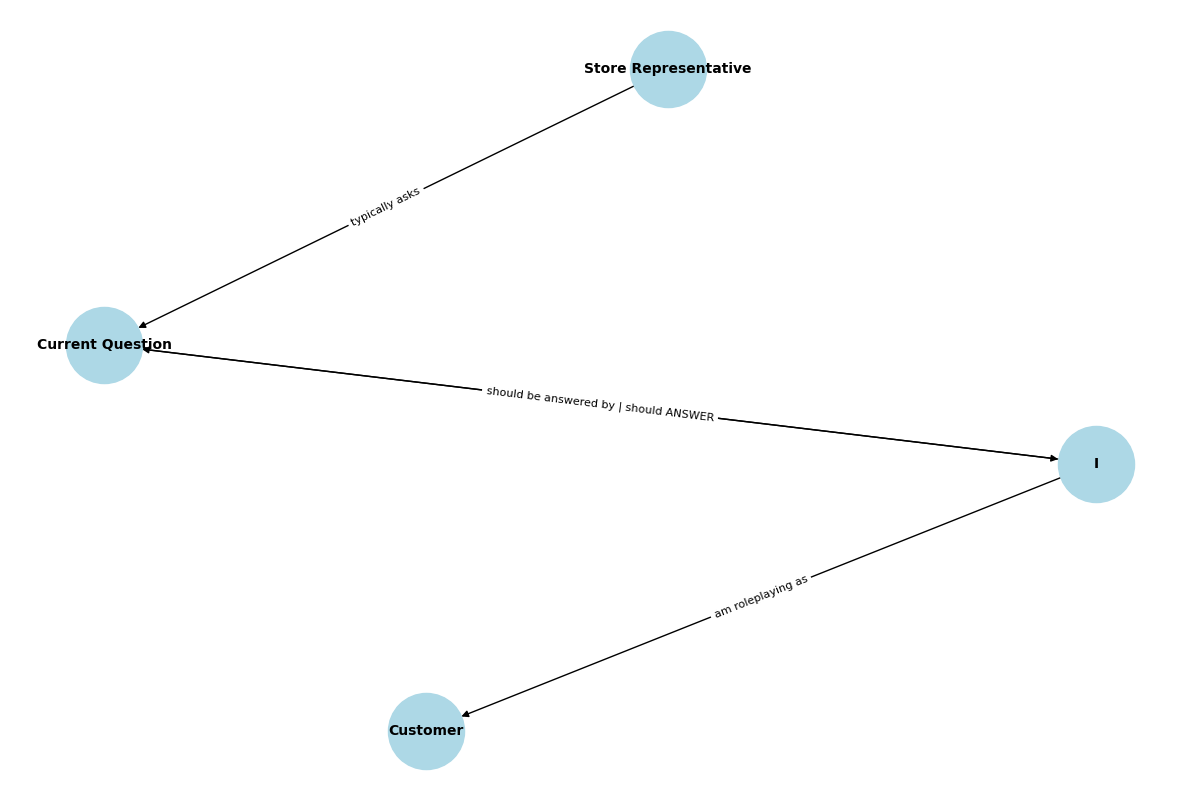 Store Representative
typically asks
Current Question
should be answered by | should ANSWER
I
am roleplaying as
Customer